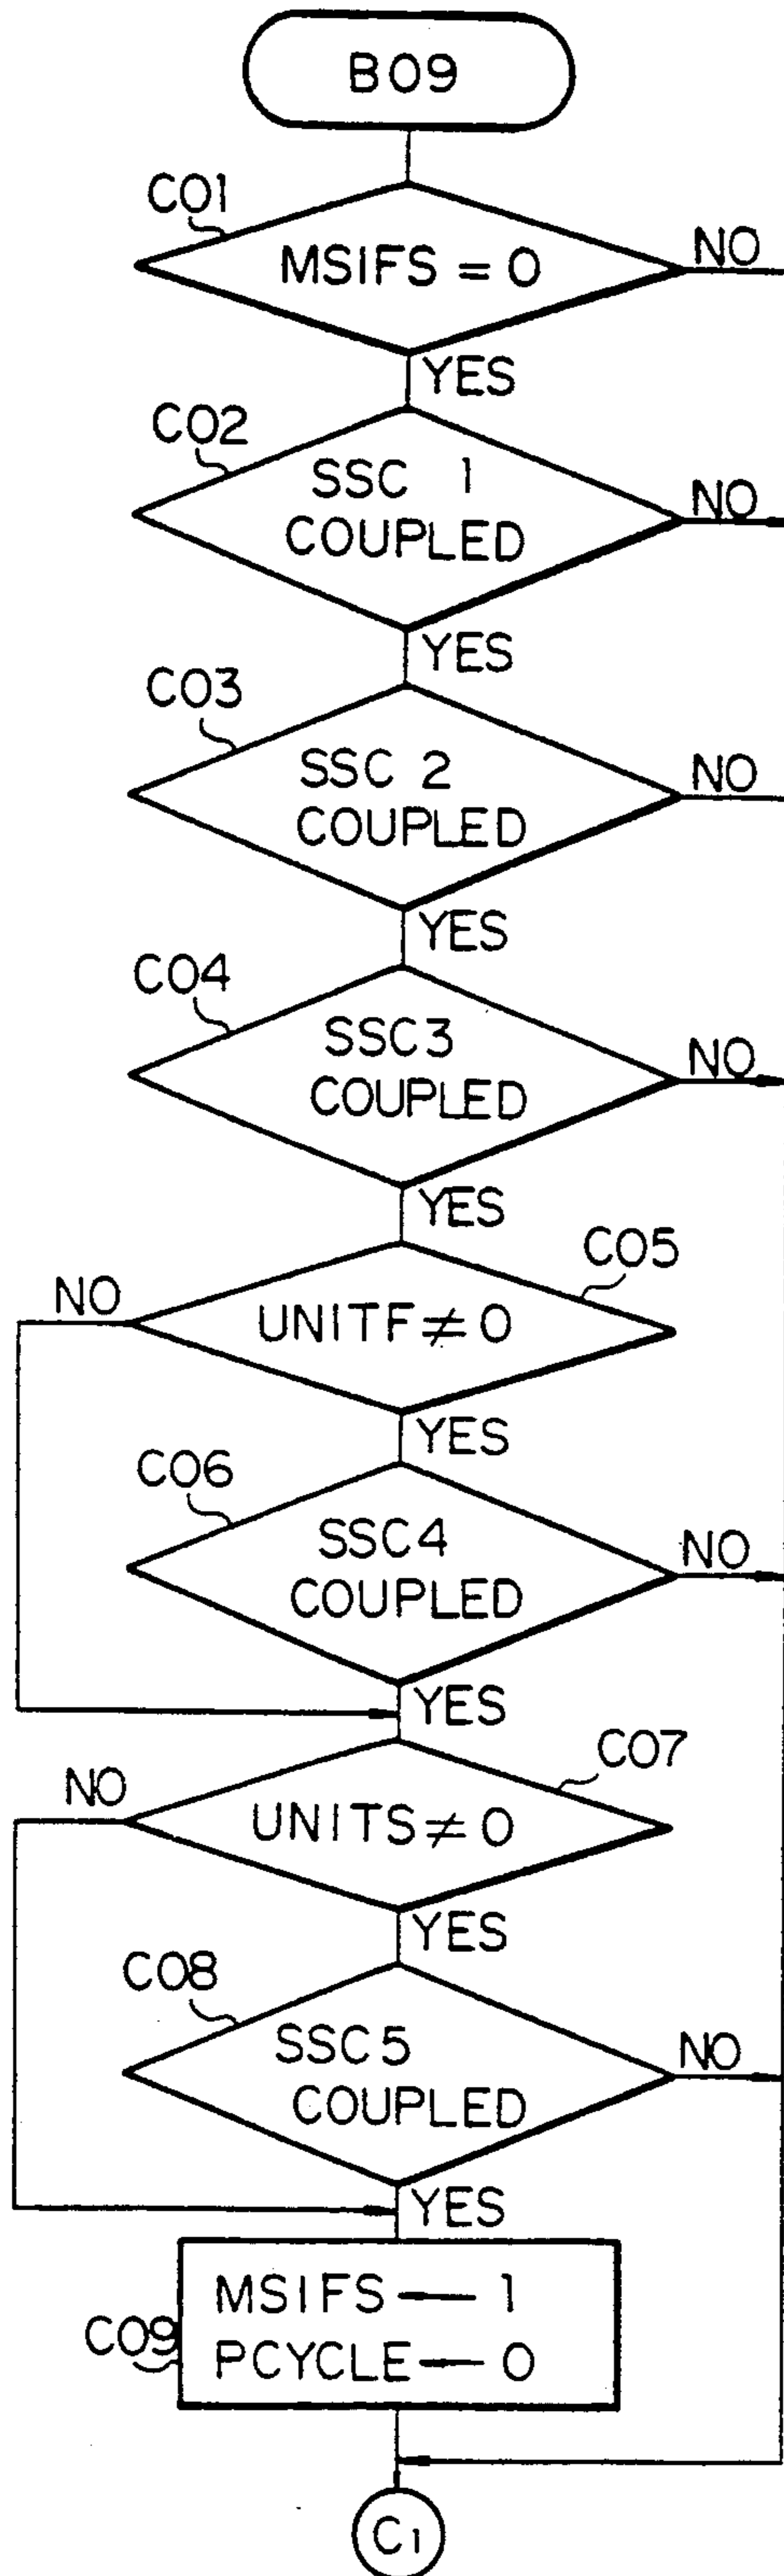 B09
C01
MSIFS = 0
NO
YES
C02
SSC 1
COUPLED
NO
YES
C03
SSC 2
COUPLED
NO
YES
C04
SSC3
COUPLED
NO
YES
C05
NO
UNITF ≠ 0
YES
C06
SSC4
COUPLED
NO
YES
C07
NO
UNITS ≠ 0
YES
C08
SSC5
COUPLED
NO
YES
MSIFS ← 1
C09
PCYCLE ← 0
C1